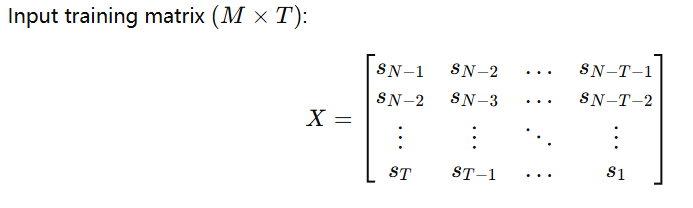 Input training matrix (M × T):
X = [ s_{N−1} s_{N−2} … s_{N−T−1}
s_{N−2} s_{N−3} … s_{N−T−2}
⋮ ⋮ ⋱ ⋮
s_T s_{T−1} … s_1 ]